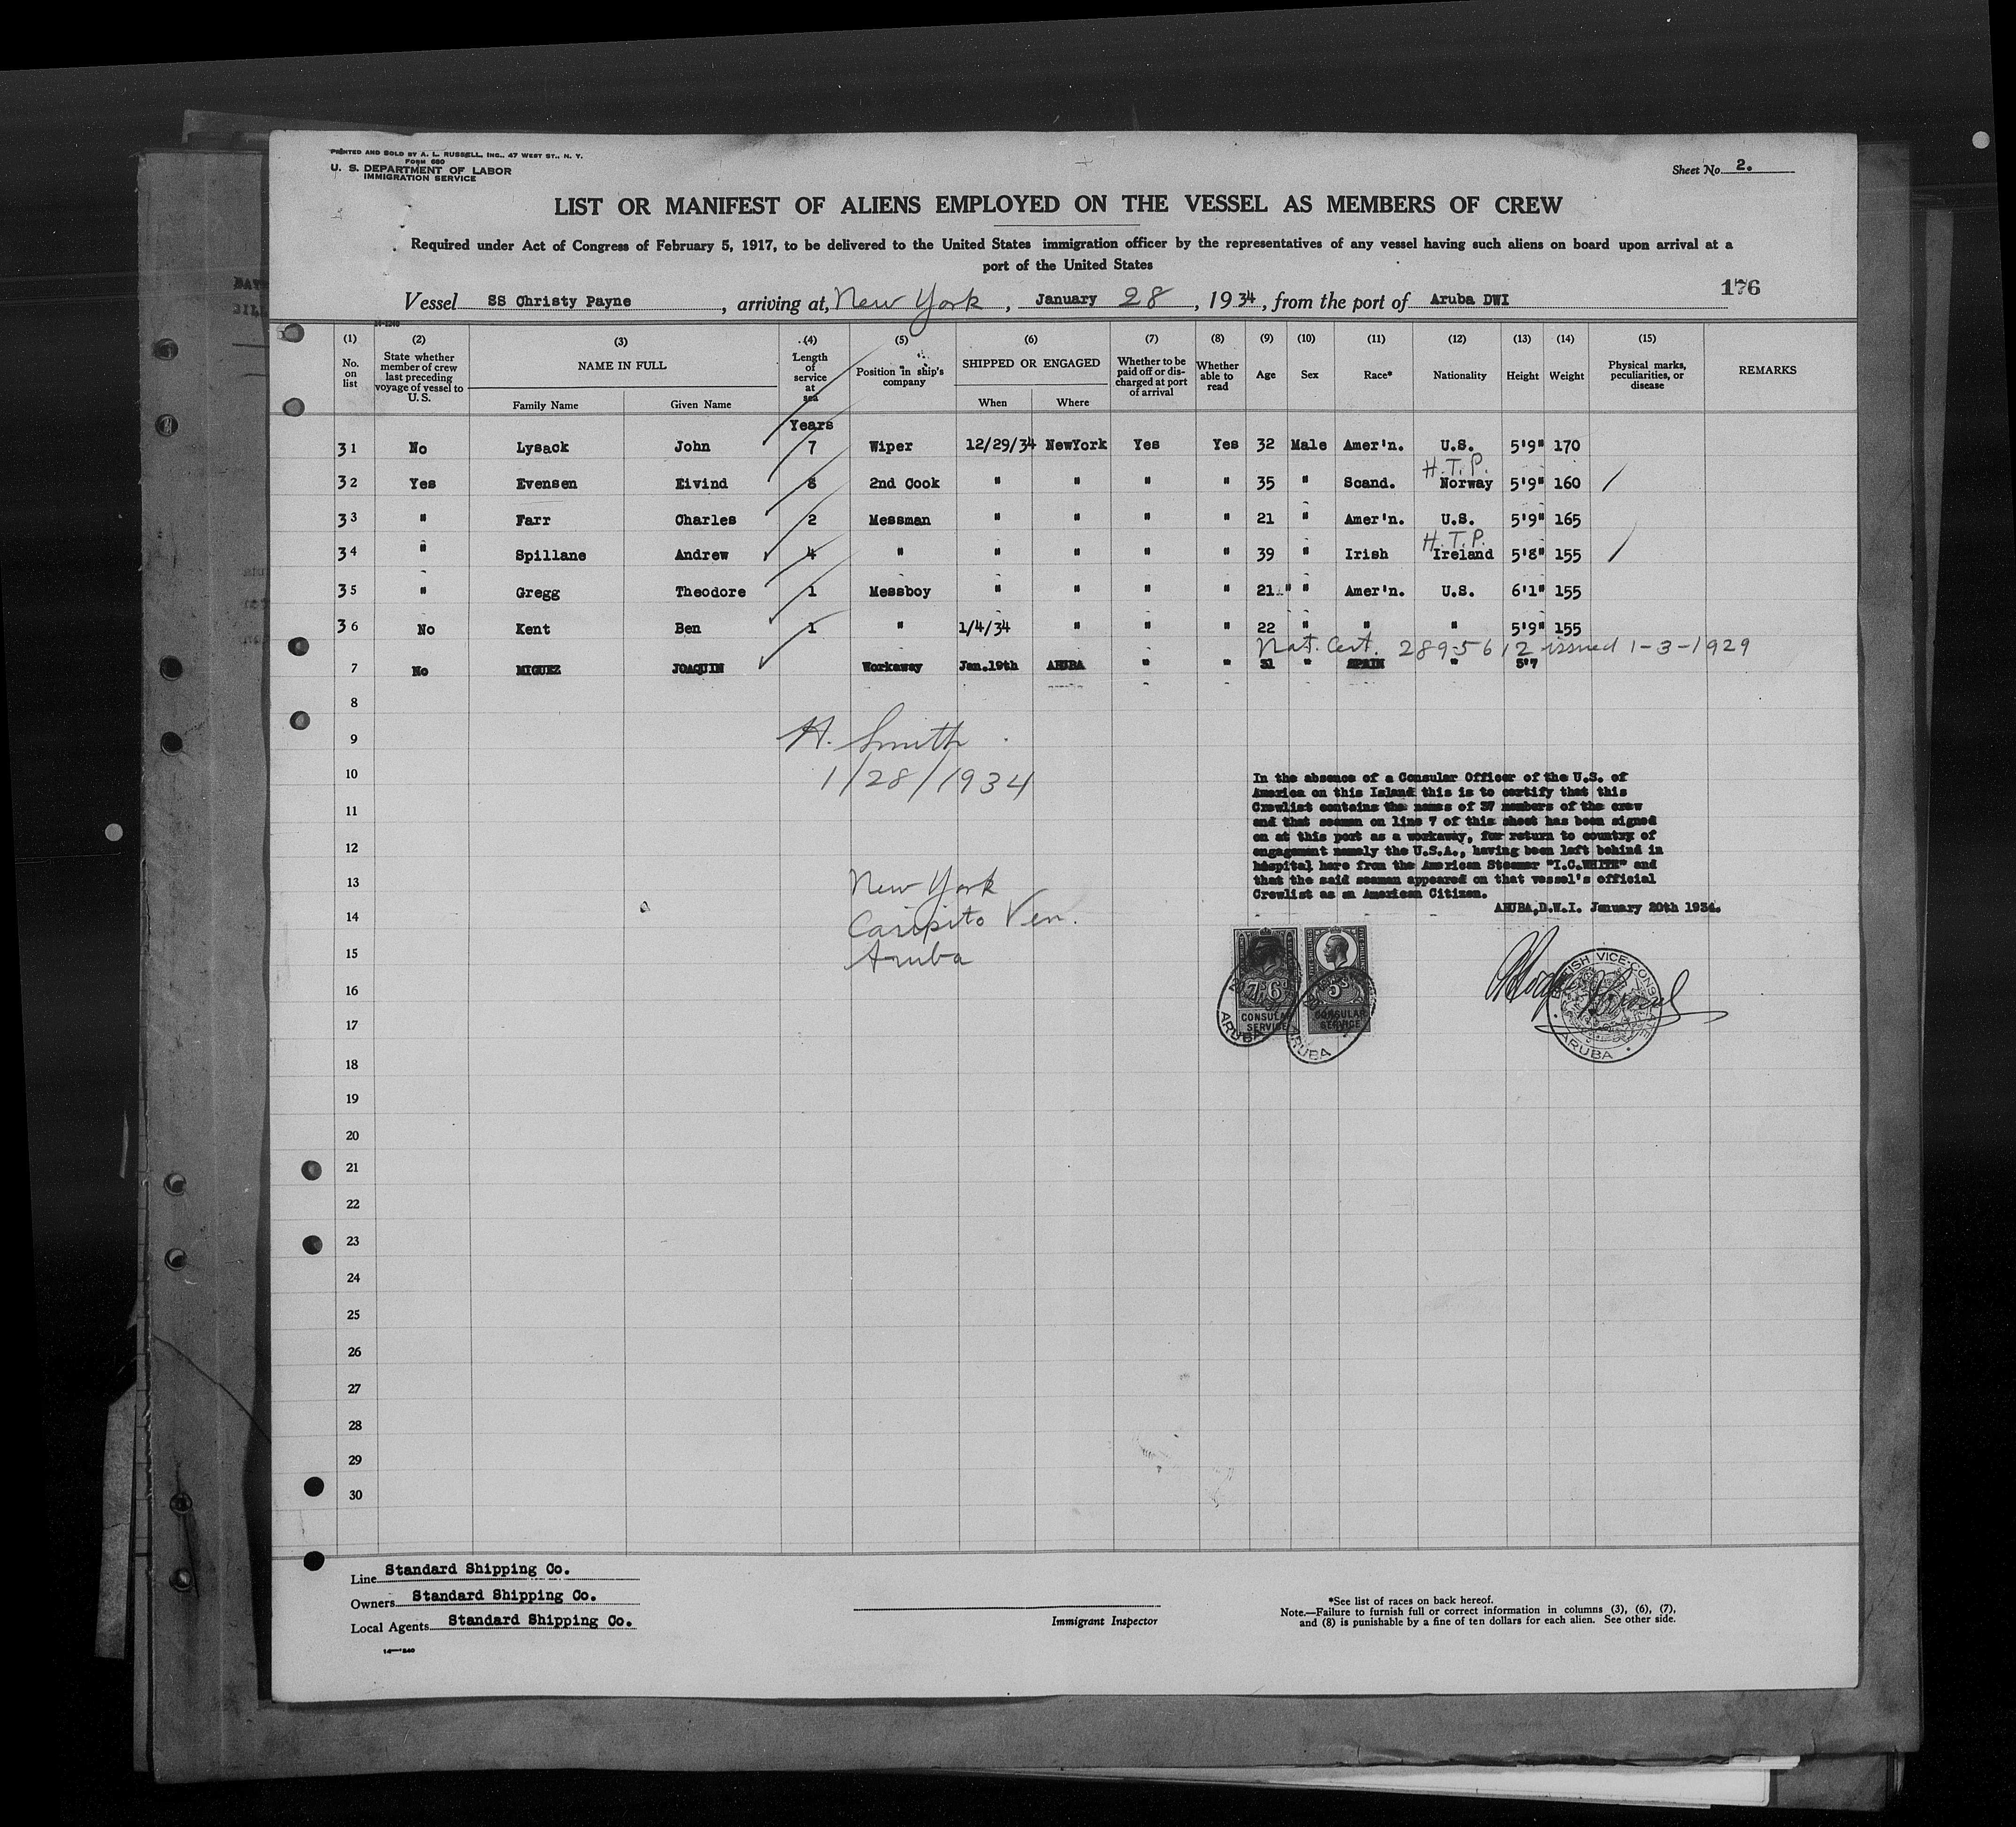 PRINTED AND SOLD BY A. L. RUSSELL, INC., 47 WEST ST., N. Y.
FORM 680
U. S. DEPARTMENT OF LABOR
IMMIGRATION SERVICE
Sheet No. 2.
LIST OR MANIFEST OF ALIENS EMPLOYED ON THE VESSEL AS MEMBERS OF CREW
Required under Act of Congress of February 5, 1917, to be delivered to the United States immigration officer by the representatives of any vessel having such aliens on board upon arrival at a
port of the United States
176
Vessel SS Christy Payne, arriving at, New York, January 28, 1934, from the port of Aruba DWI
(1) No. on list
(2) State whether member of crew last preceding voyage of vessel to U. S.
(3) NAME IN FULL Family Name Given Name
(4) Length of service at sea
(5) Position in ship's company
(6) SHIPPED OR ENGAGED When Where
(7) Whether to be paid off or discharged at port of arrival
(8) Whether able to read
(9) Age
(10) Sex
(11) Race*
(12) Nationality
(13) Height
(14) Weight
(15) Physical marks, peculiarities, or disease
REMARKS
Years
31 No Lysack John 7 Wiper 12/29/34 NewYork Yes Yes 32 Male Amer'n. U.S. 5'9" 170
H.T.P.
32 Yes Evensen Eivind 8 2nd Cook " " " " 35 " Scand. Norway 5'9" 160
33 " Farr Charles 2 Messman " " " " 21 " Amer'n. U.S. 5'9" 165
H.T.P.
34 " Spillane Andrew 4 " " " " " 39 " Irish Ireland 5'8" 155
35 " Gregg Theodore 1 Messboy " " " " 21 " " Amer'n. U.S. 6'1" 155
36 No Kent Ben 1 " 1/4/34 " " " 22 " " " 5'9" 155
Nat. Cert. 2895612 issued 1-3-1929
7 No MIGUEZ JOAQUIN Workaway Jan.19th ARUBA " " 31 " SPAIN " 5'7
8
9 H. Smith
10 1/28/1934
In the absence of a Consular Officer of the U.S. of
America on this Island this is to certify that this
Crewlist contains the names of 37 members of the crew
and that seaman on line 7 of this sheet has been signed
on at this port as a workaway, for return to country of
engagement namely the U.S.A., having been left behind in
hospital here from the American Steamer "I.C.WHITE" and
that the said seaman appeared on that vessel's official
Crewlist as an American Citizen.
ARUBA,D.W.I. January 20th 1934.
11
12
13 New York
14 Caripito Ven.
15 Aruba
7/6
CONSULAR SERVICE
ARUBA
FIVE SHILLINGS
5/
CONSULAR SERVICE
ARUBA
BRITISH VICE-CONSULATE
ARUBA
16
17
18
19
20
21
22
23
24
25
26
27
28
29
30
Line Standard Shipping Co.
Owners Standard Shipping Co.
Local Agents Standard Shipping Co.
14—1240
Immigrant Inspector
*See list of races on back hereof.
Note.—Failure to furnish full or correct information in columns (3), (6), (7),
and (8) is punishable by a fine of ten dollars for each alien. See other side.